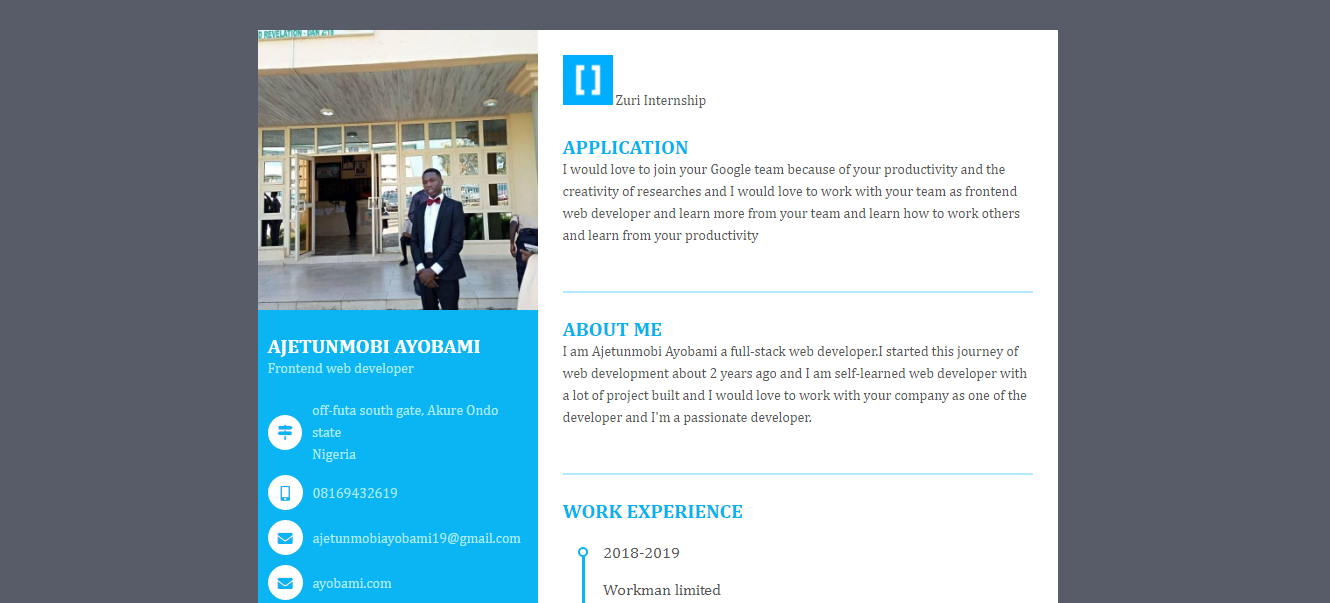 D REVELATION - DAN 2:18
AJETUNMOBI AYOBAMI
Frontend web developer
off-futa south gate, Akure Ondo
state
Nigeria
08169432619
ajetunmobiayobami19@gmail.com
ayobami.com
[ ]
Zuri Internship
APPLICATION
I would love to join your Google team because of your productivity and the
creativity of researches and I would love to work with your team as frontend
web developer and learn more from your team and learn how to work others
and learn from your productivity
ABOUT ME
I am Ajetunmobi Ayobami a full-stack web developer.I started this journey of
web development about 2 years ago and I am self-learned web developer with
a lot of project built and I would love to work with your company as one of the
developer and I'm a passionate developer.
WORK EXPERIENCE
2018-2019
Workman limited